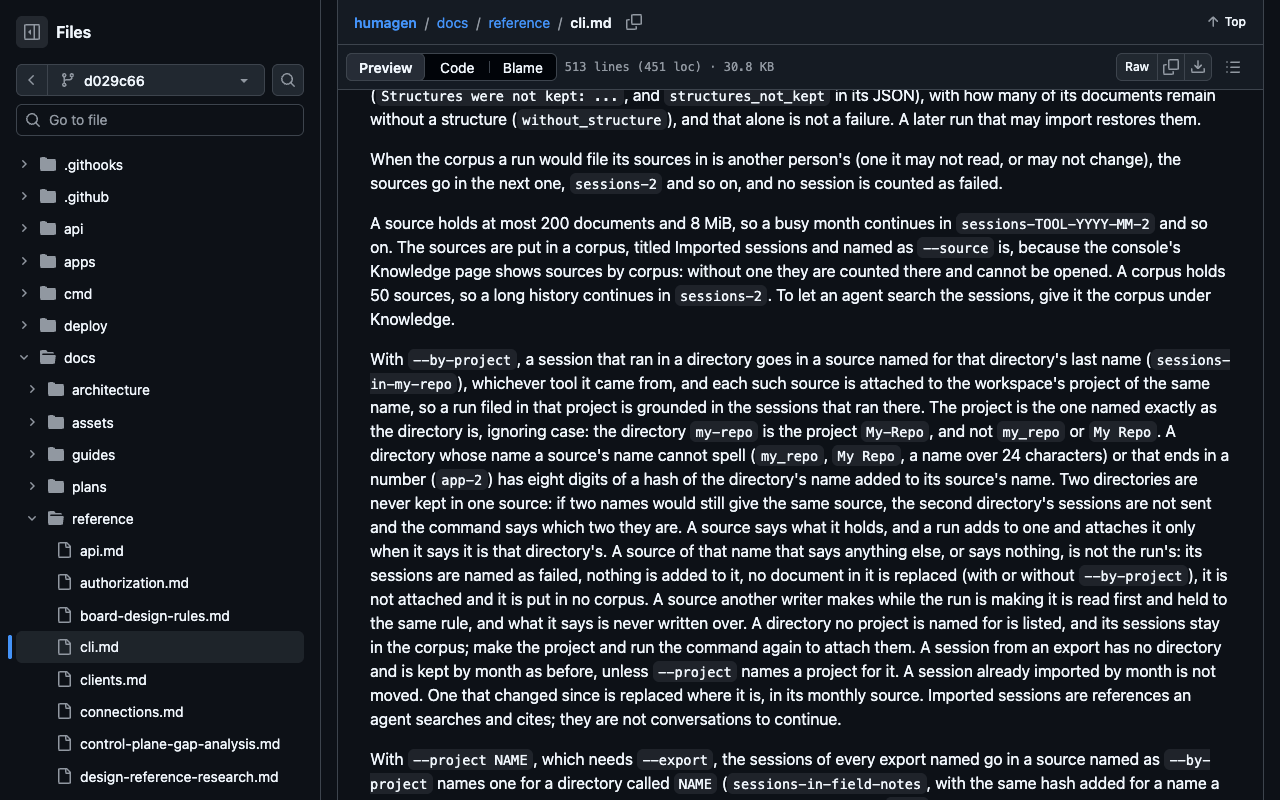 Files
humagen / docs / reference / cli.md
Top
d029c66
Preview Code Blame 513 lines (451 loc) · 30.8 KB Raw
Go to file
.githooks
.github
api
apps
cmd
deploy
docs
architecture
assets
guides
plans
reference
api.md
authorization.md
board-design-rules.md
cli.md
clients.md
connections.md
control-plane-gap-analysis.md
design-reference-research.md
( Structures were not kept: ... , and structures_not_kept in its JSON), with how many of its documents remain
without a structure ( without_structure ), and that alone is not a failure. A later run that may import restores them.
When the corpus a run would file its sources in is another person's (one it may not read, or may not change), the
sources go in the next one, sessions-2 and so on, and no session is counted as failed.
A source holds at most 200 documents and 8 MiB, so a busy month continues in sessions-TOOL-YYYY-MM-2 and so
on. The sources are put in a corpus, titled Imported sessions and named as --source is, because the console's
Knowledge page shows sources by corpus: without one they are counted there and cannot be opened. A corpus holds
50 sources, so a long history continues in sessions-2 . To let an agent search the sessions, give it the corpus under
Knowledge.
With --by-project , a session that ran in a directory goes in a source named for that directory's last name ( sessions-
in-my-repo ), whichever tool it came from, and each such source is attached to the workspace's project of the same
name, so a run filed in that project is grounded in the sessions that ran there. The project is the one named exactly as
the directory is, ignoring case: the directory my-repo is the project My-Repo , and not my_repo or My Repo . A
directory whose name a source's name cannot spell ( my_repo , My Repo , a name over 24 characters) or that ends in a
number ( app-2 ) has eight digits of a hash of the directory's name added to its source's name. Two directories are
never kept in one source: if two names would still give the same source, the second directory's sessions are not sent
and the command says which two they are. A source says what it holds, and a run adds to one and attaches it only
when it says it is that directory's. A source of that name that says anything else, or says nothing, is not the run's: its
sessions are named as failed, nothing is added to it, no document in it is replaced (with or without --by-project ), it is
not attached and it is put in no corpus. A source another writer makes while the run is making it is read first and held to
the same rule, and what it says is never written over. A directory no project is named for is listed, and its sessions stay
in the corpus; make the project and run the command again to attach them. A session from an export has no directory
and is kept by month as before, unless --project names a project for it. A session already imported by month is not
moved. One that changed since is replaced where it is, in its monthly source. Imported sessions are references an
agent searches and cites; they are not conversations to continue.
With --project NAME , which needs --export , the sessions of every export named go in a source named as --by-
project names one for a directory called NAME ( sessions-in-field-notes , with the same hash added for a name a